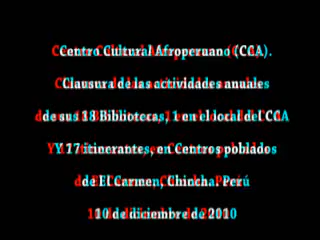 Centro Cultural Afroperuano (CCA).
Clausura de las actividades anuales
de sus 18 Bibliotecas, 1 en el local del CCA
Y 17 itinerantes, en Centros poblados
de El Carmen, Chincha. Perú
10 de diciembre de 2010